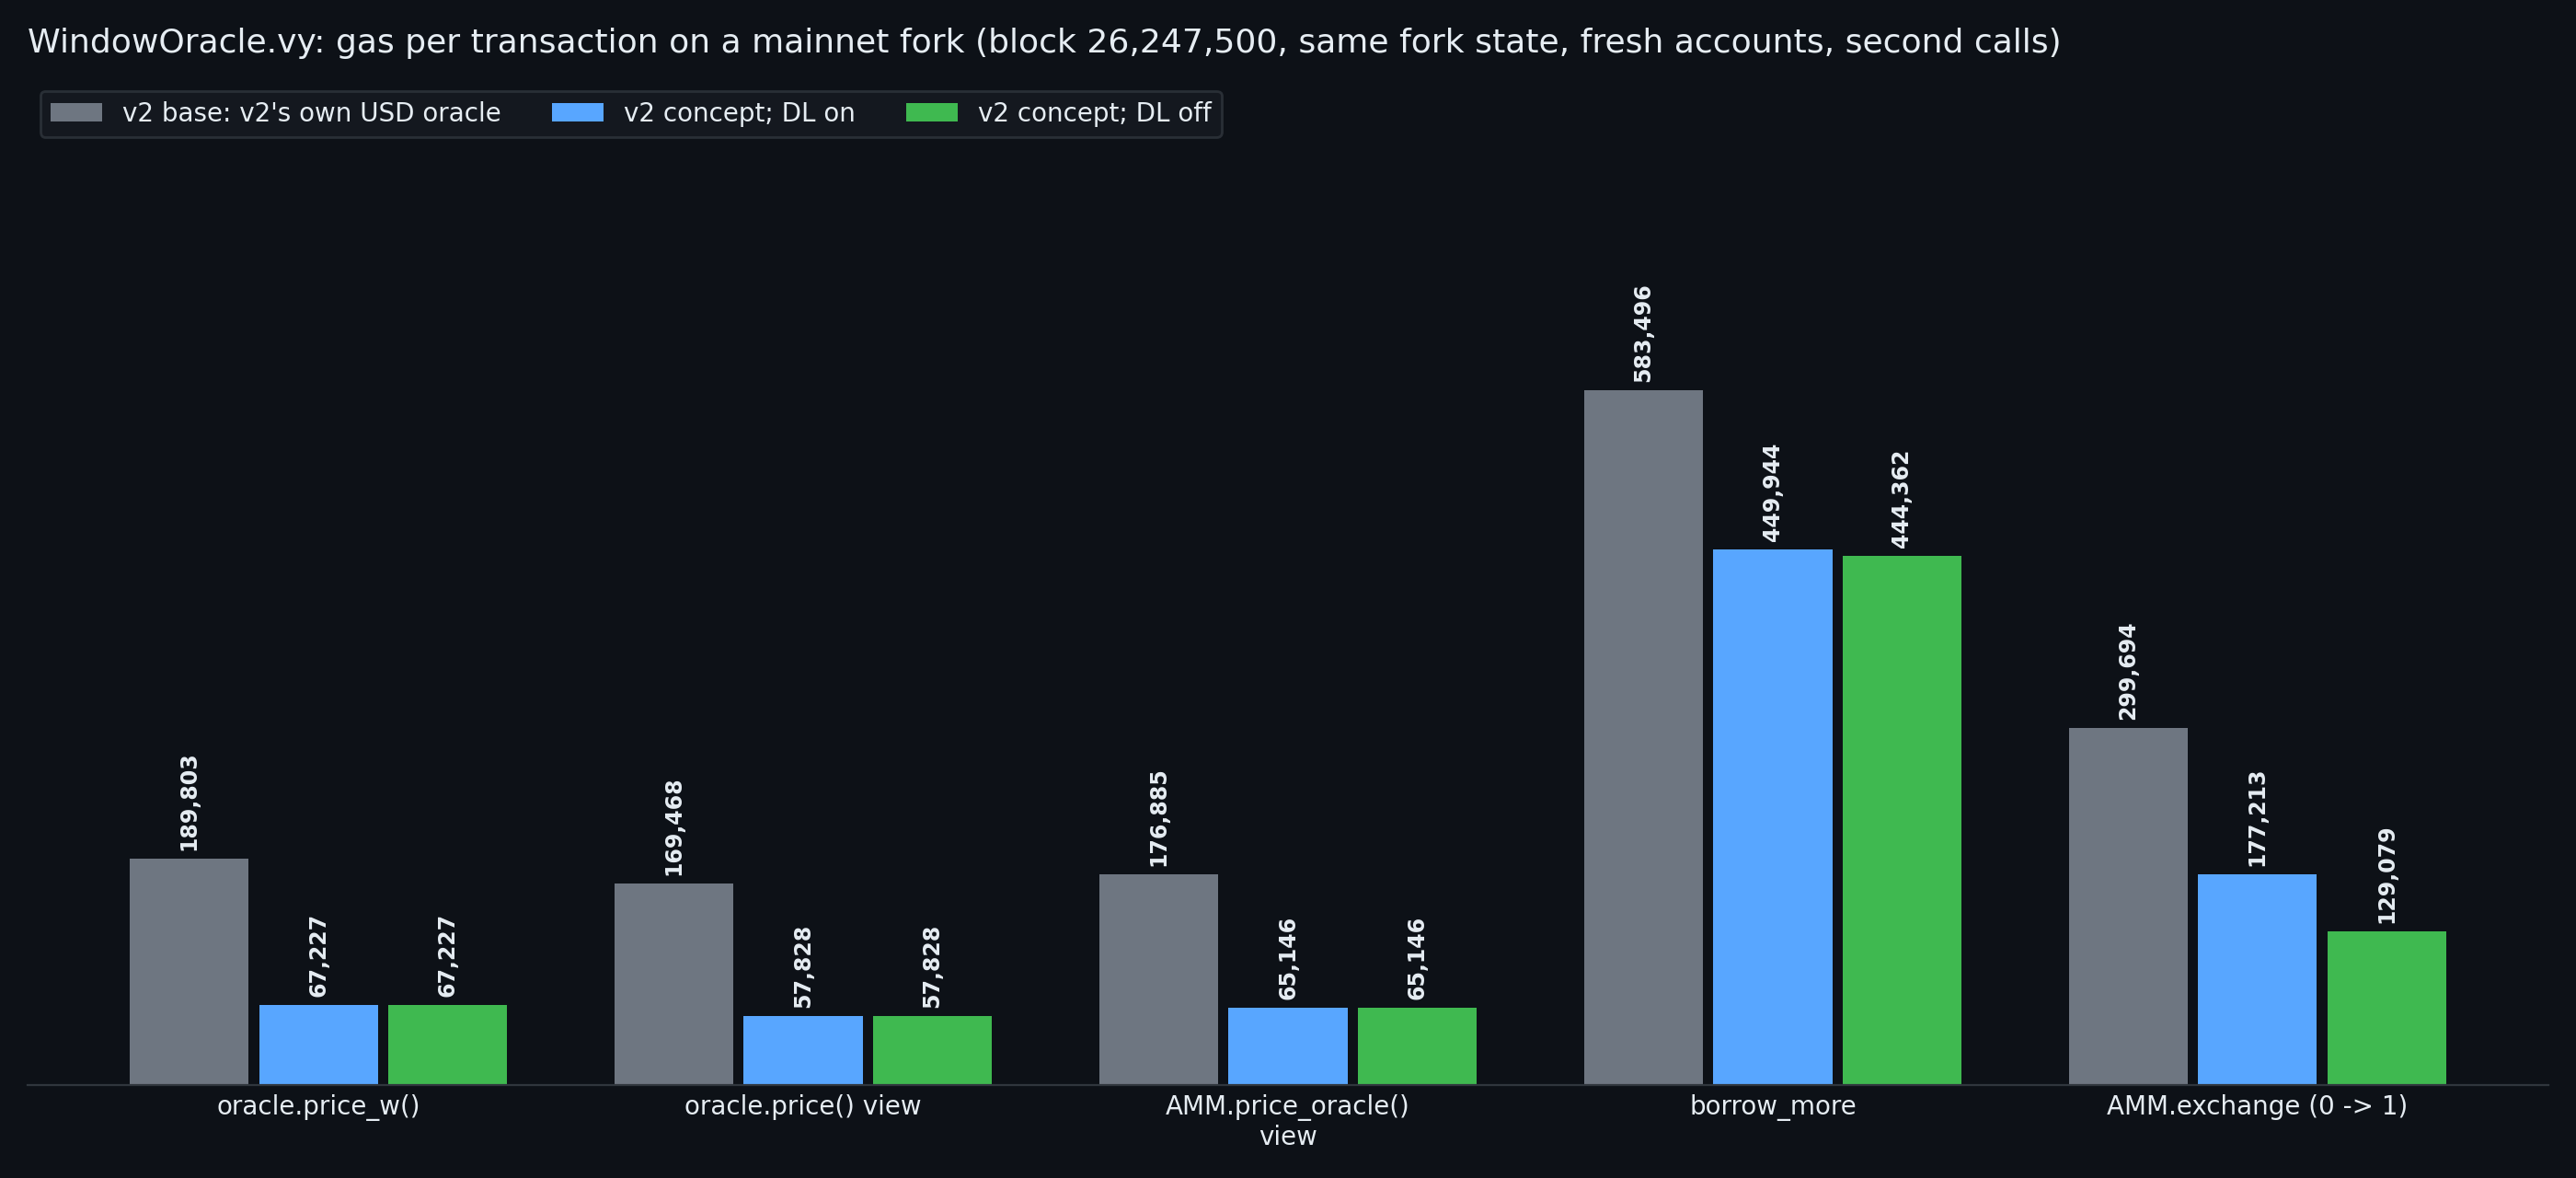 WindowOracle.vy: gas per transaction on a mainnet fork (block 26,247,500, same fork state, fresh accounts, second calls)
v2 base: v2's own USD oracle
v2 concept; DL on
v2 concept; DL off
189,803
67,227
67,227
169,468
57,828
57,828
176,885
65,146
65,146
583,496
449,944
444,362
299,694
177,213
129,079
oracle.price_w()
oracle.price() view
AMM.price_oracle()
view
borrow_more
AMM.exchange (0 -> 1)